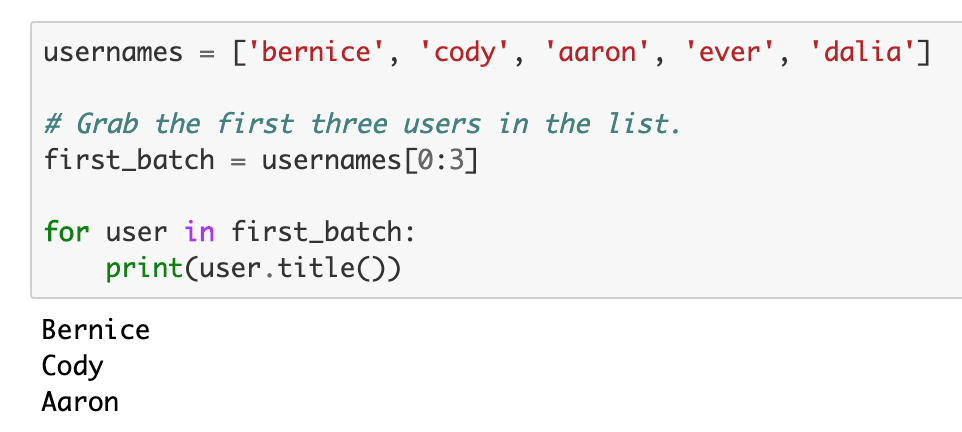 usernames = ['bernice', 'cody', 'aaron', 'ever', 'dalia']
# Grab the first three users in the list.
first_batch = usernames[0:3]
for user in first_batch:
    print(user.title())
Bernice
Cody
Aaron